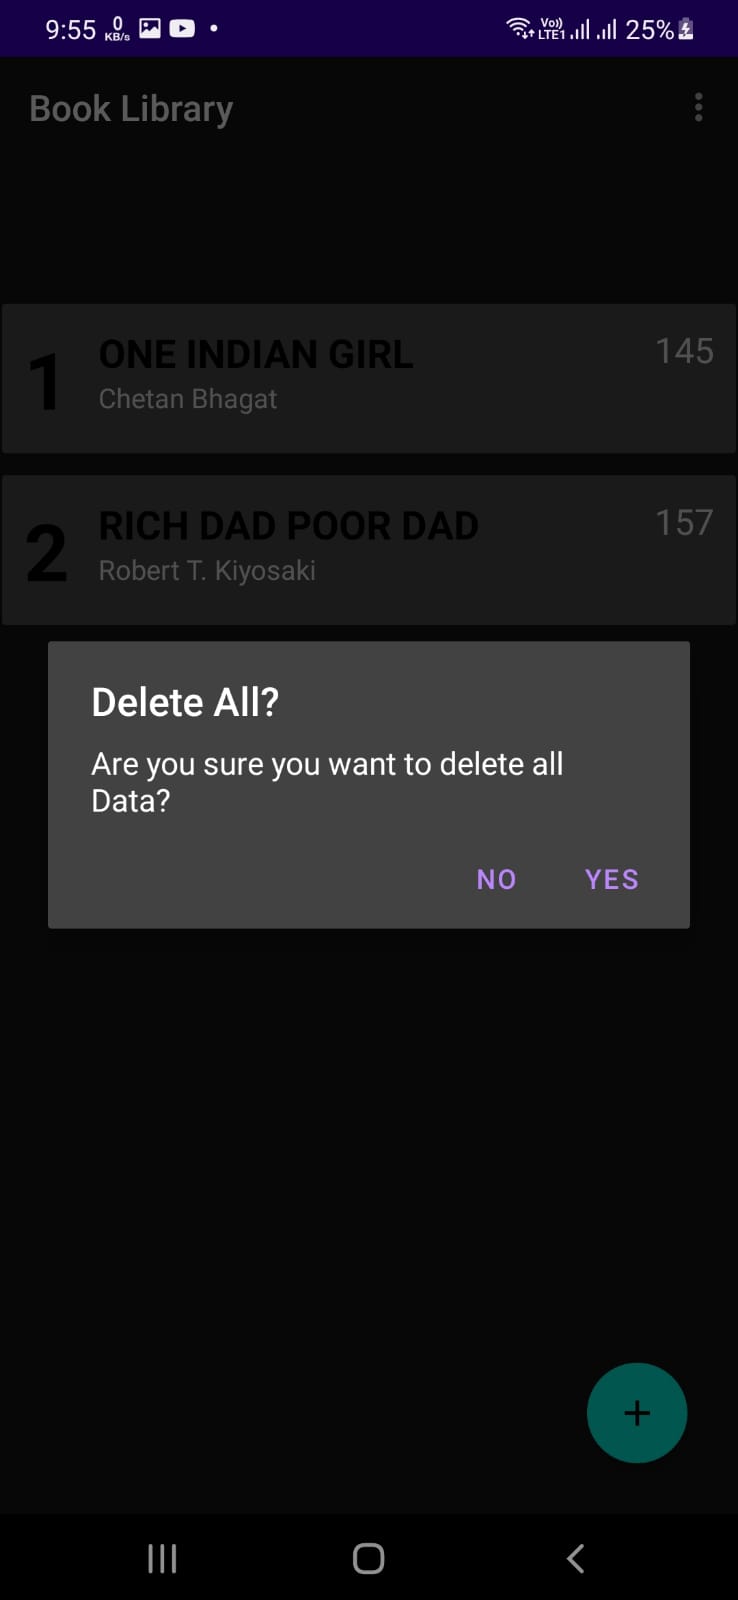 9:55 0 KB/s Vo)) LTE1 25%
Book Library
1 ONE INDIAN GIRL 145
Chetan Bhagat
2 RICH DAD POOR DAD 157
Robert T. Kiyosaki
Delete All?
Are you sure you want to delete all
Data?
NO YES
+